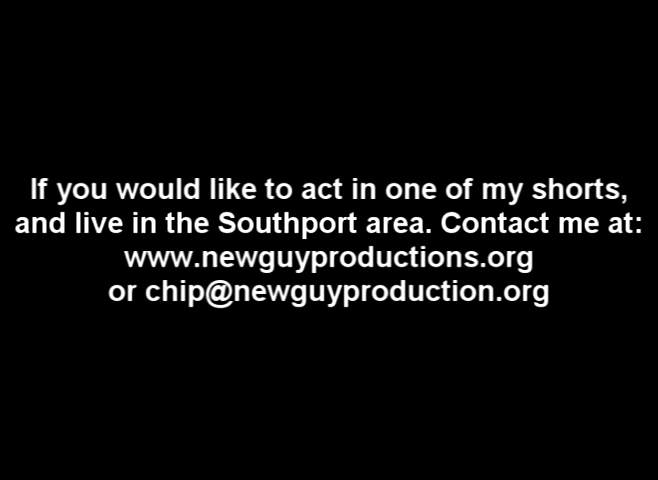 If you would like to act in one of my shorts,
and live in the Southport area. Contact me at:
www.newguyproductions.org
or chip@newguyproduction.org